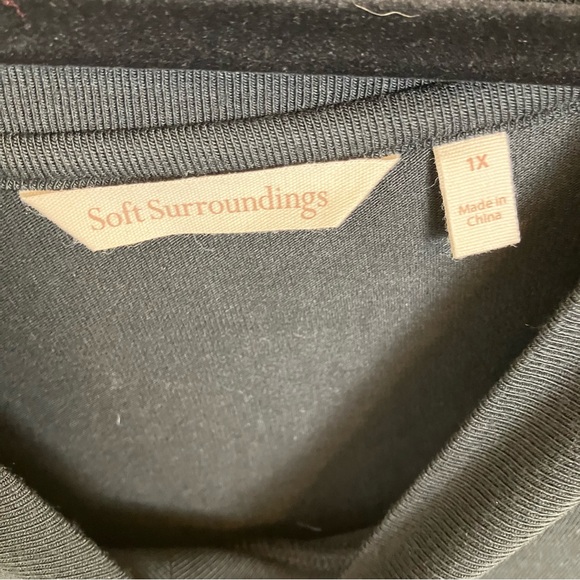 Soft Surroundings
1X
Made in
China